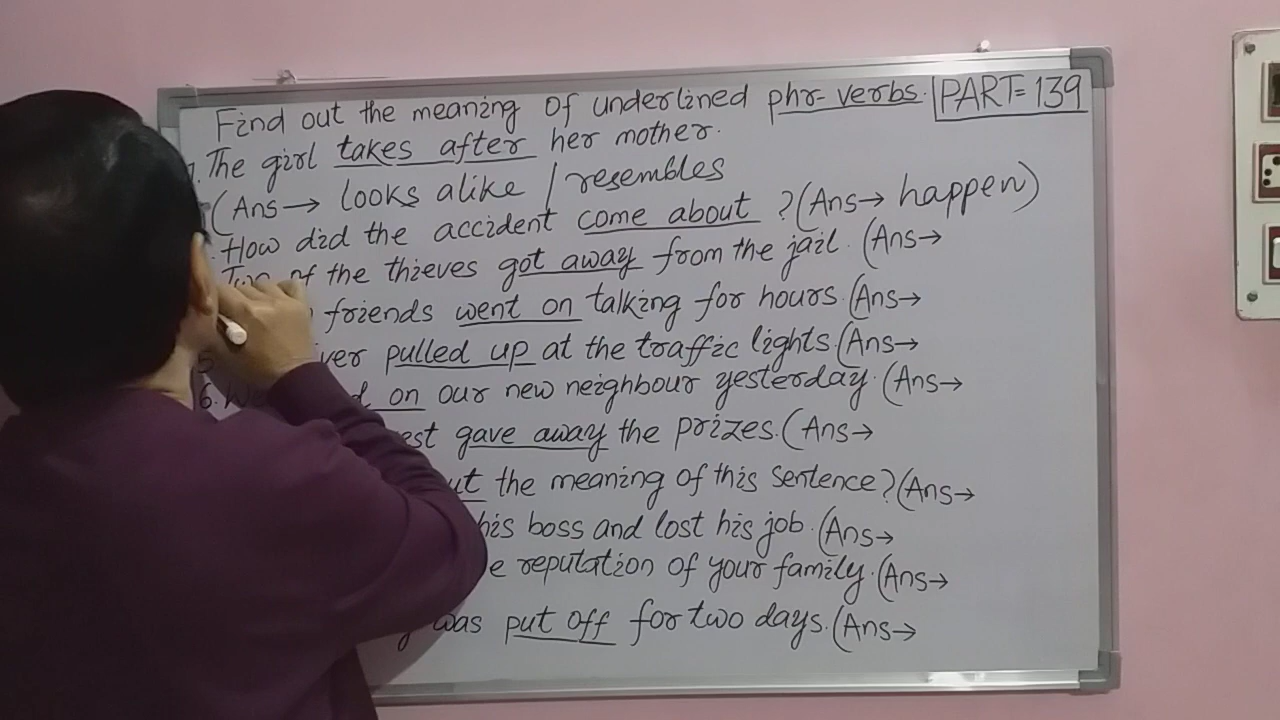 Find out the meaning of underlined phr-verbs. PART=139
The girl takes after her mother.
(Ans→ looks alike / resembles
How did the accident come about ? (Ans→ happen)
of the thieves got away from the jail. (Ans→
friends went on talking for hours. (Ans→
5 pulled up at the traffic lights. (Ans→
6. on our new neighbour yesterday. (Ans→
gave away the prizes. (Ans→
the meaning of this sentence? (Ans→
his boss and lost his job. (Ans→
reputation of your family. (Ans→
was put off for two days. (Ans→